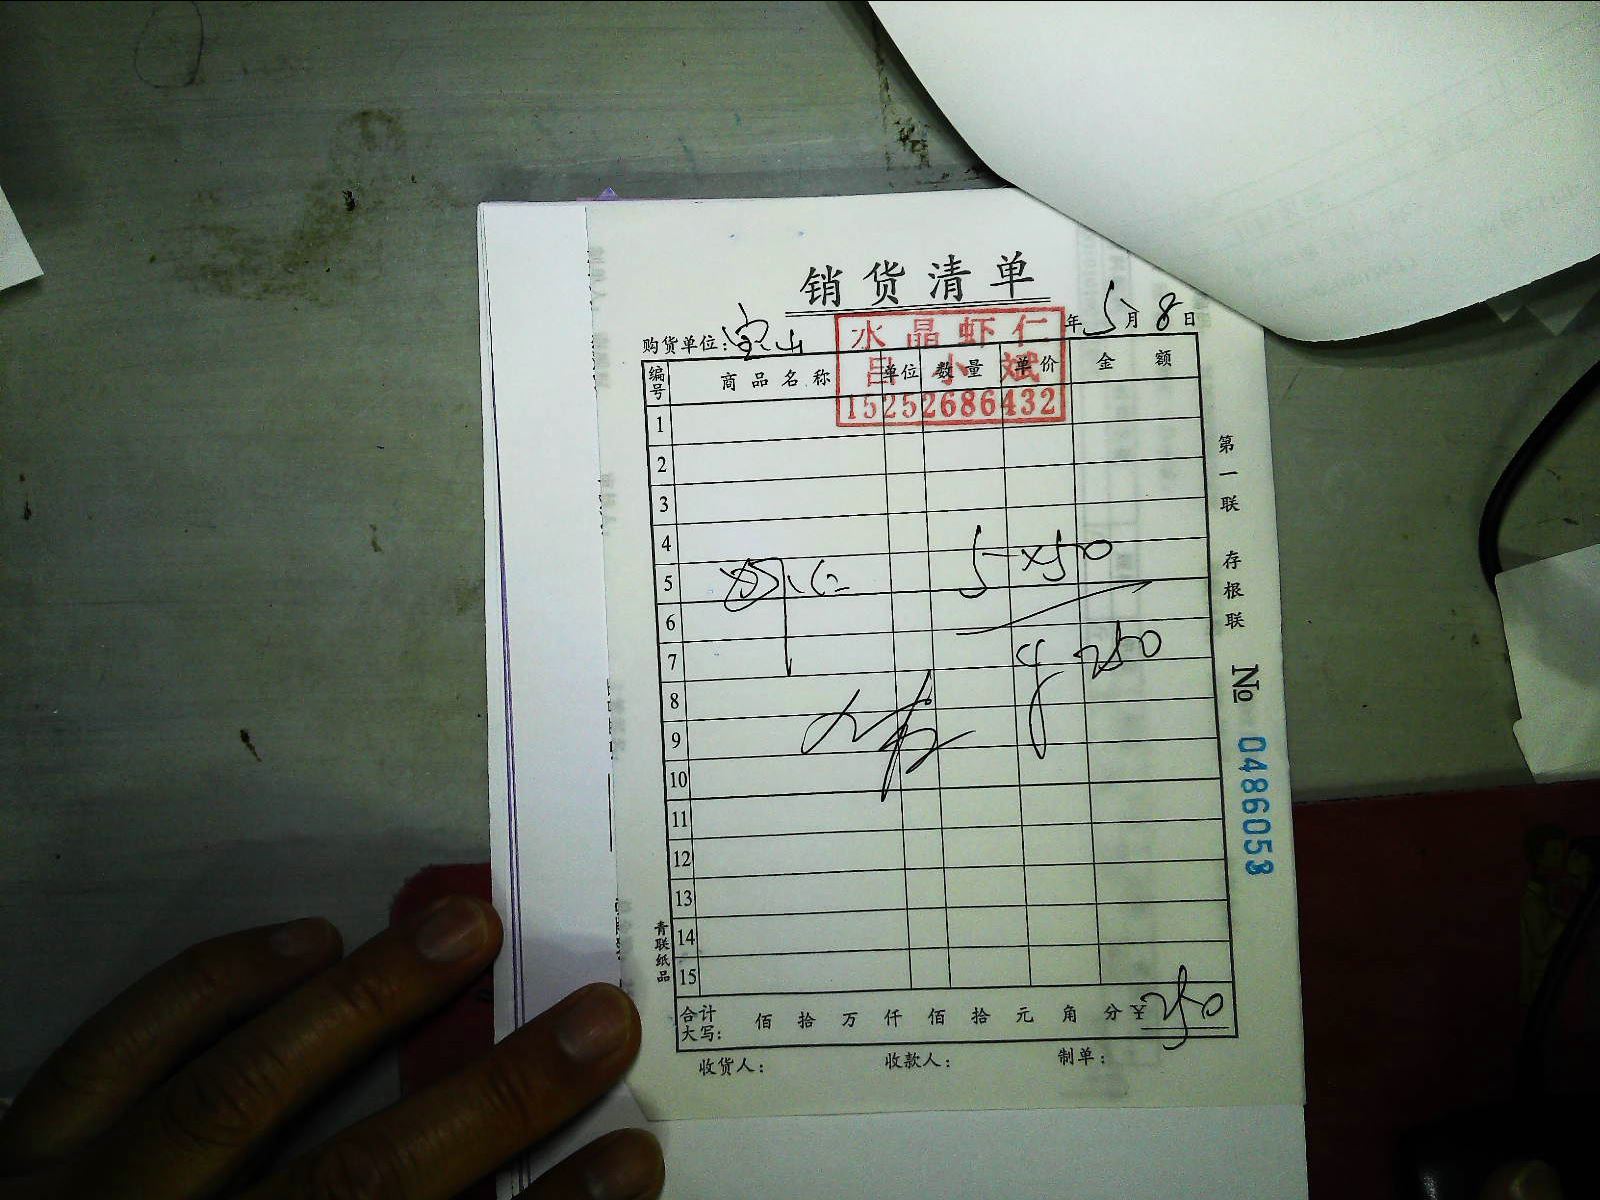 销货清单
购货单位:宝山 年5月8日
水晶虾仁
吕小斌
15252686432
编号 商品名称 单位 数量 单价 金额
1
2
3
4
5 虾仁 5×50
6
7 250
8
9
10
11
12
13
14
15
合计大写: 佰 拾 万 仟 佰 拾 元 角 分 ¥250
收货人: 收款人: 制单:
第一联 存根联
№ 0486053
青联纸品